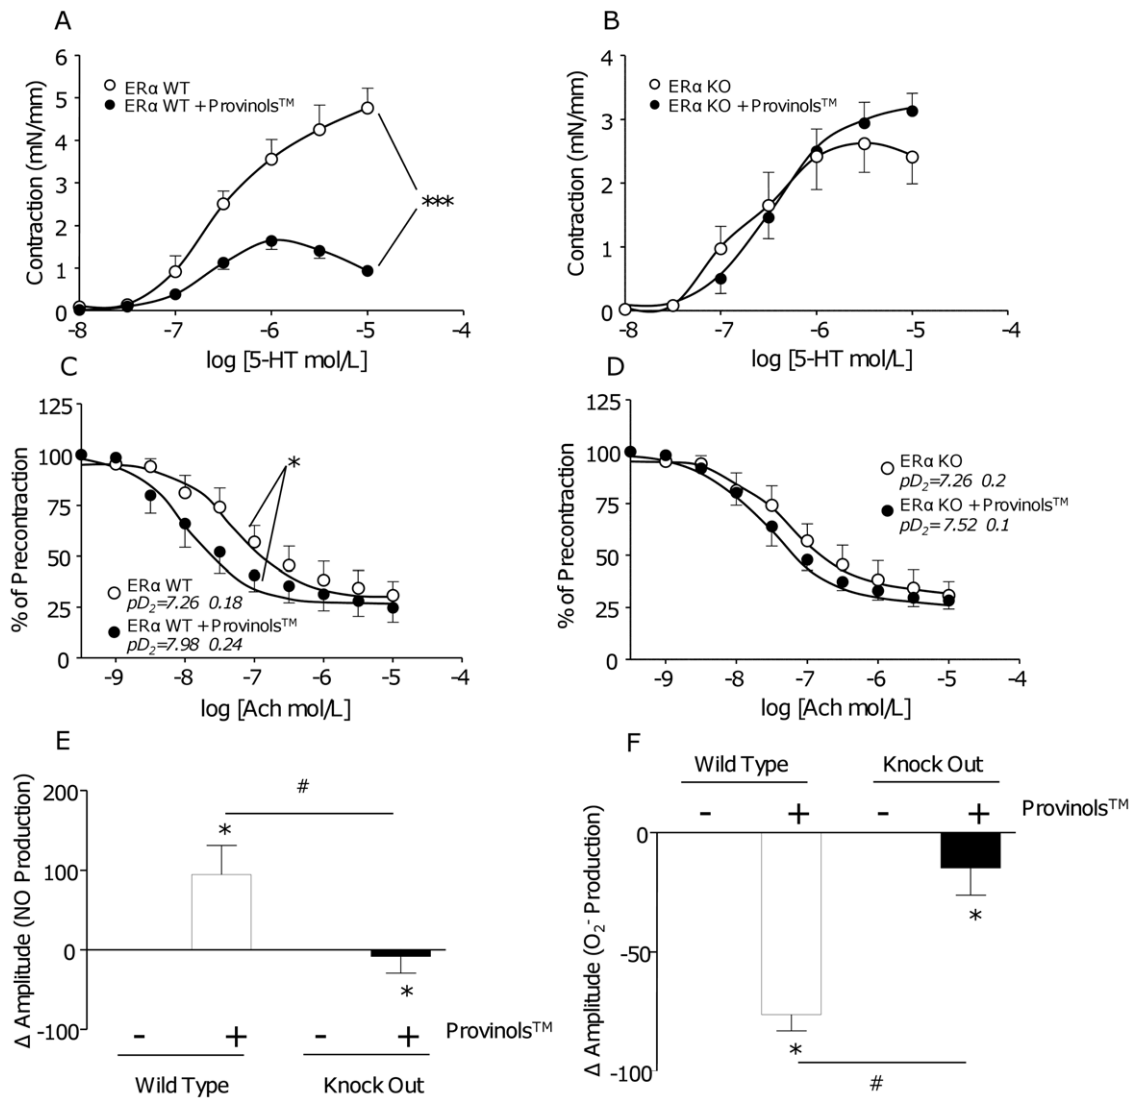 A
6
5
4
3
2
1
0
Contraction (mN/mm)
ERα WT
ERα WT +Provinols™
***
-8 -7 -6 -5 -4
log [5-HT mol/L]
B
4
3
2
1
0
Contraction (mN/mm)
ERα KO
ERα KO +Provinols™
-8 -7 -6 -5 -4
log [5-HT mol/L]
C
125
100
75
50
25
0
% of Precontraction
*
ERα WT
pD2=7.26 0.18
ERα WT +Provinols™
pD2=7.98 0.24
-9 -8 -7 -6 -5 -4
log [Ach mol/L]
D
125
100
75
50
25
0
% of Precontraction
ERα KO
pD2=7.26 0.2
ERα KO +Provinols™
pD2=7.52 0.1
-9 -8 -7 -6 -5 -4
log [Ach mol/L]
E
200
100
0
-100
Δ Amplitude (NO Production)
#
*
*
- + - + Provinols™
Wild Type Knock Out
F
Wild Type Knock Out
- + - + Provinols™
0
-50
-100
Δ Amplitude (O2- Production)
*
*
#